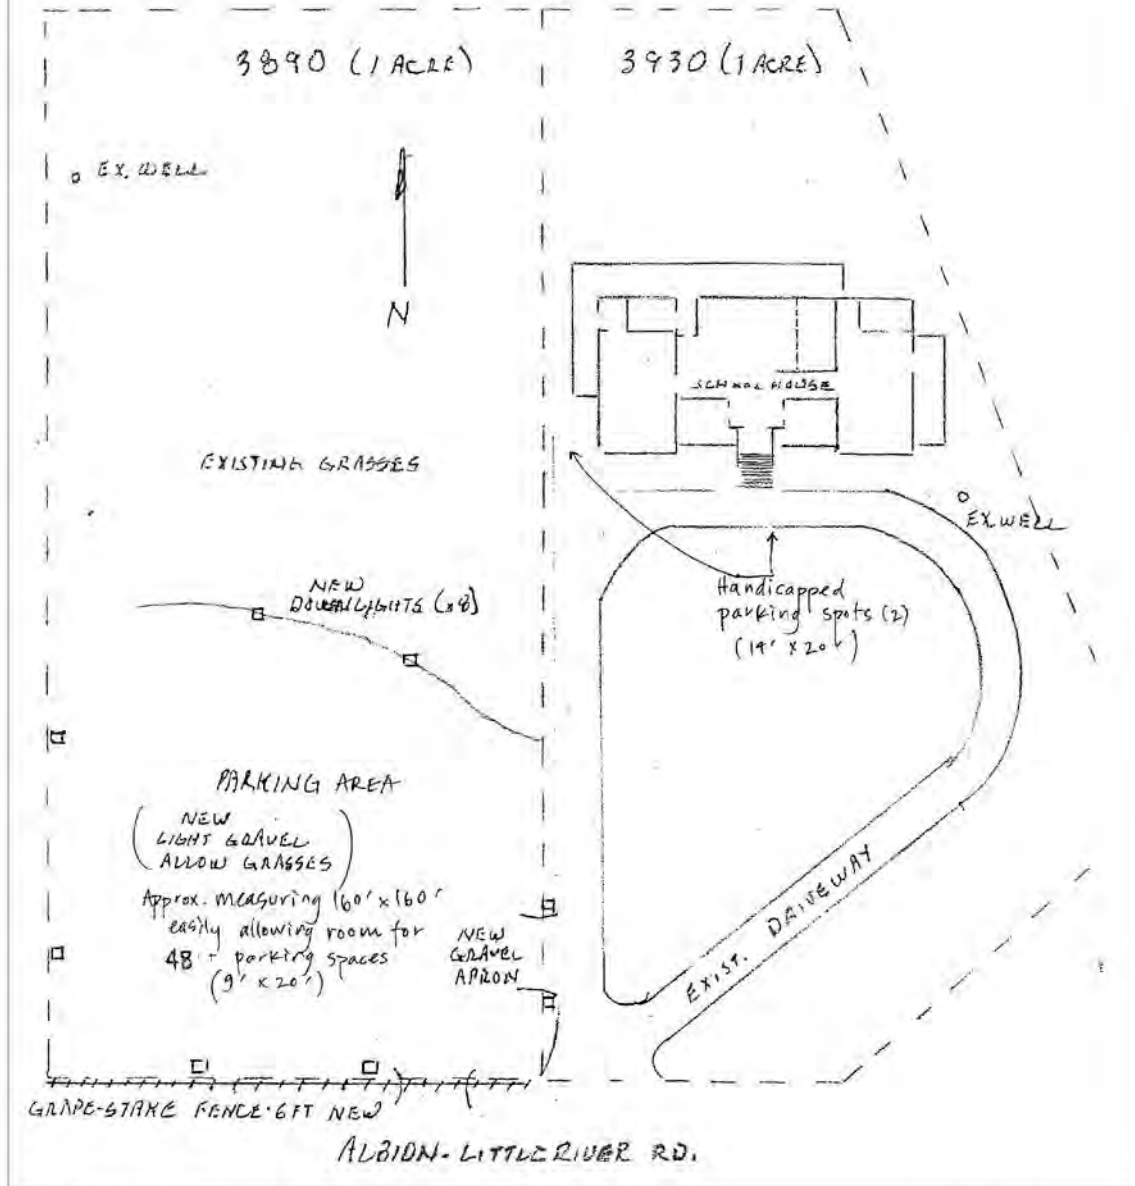 3890 (1 ACRE)
3930 (1 ACRE)
EX. WELL
N
SCHOOL HOUSE
EXISTING GRASSES
EX. WELL
NEW
DOWNLIGHTS (x8)
Handicapped
parking spots (2)
(14' x 20')
PARKING AREA
(NEW
LIGHT GRAVEL
ALLOW GRASSES)
Approx. measuring 160' x 160'
easily allowing room for
48 + parking spaces
(9' x 20')
NEW
GRAVEL
APRON
EXIST. DRIVEWAY
GRAPE-STAKE FENCE·6FT NEW
ALBION-LITTLE RIVER RD.